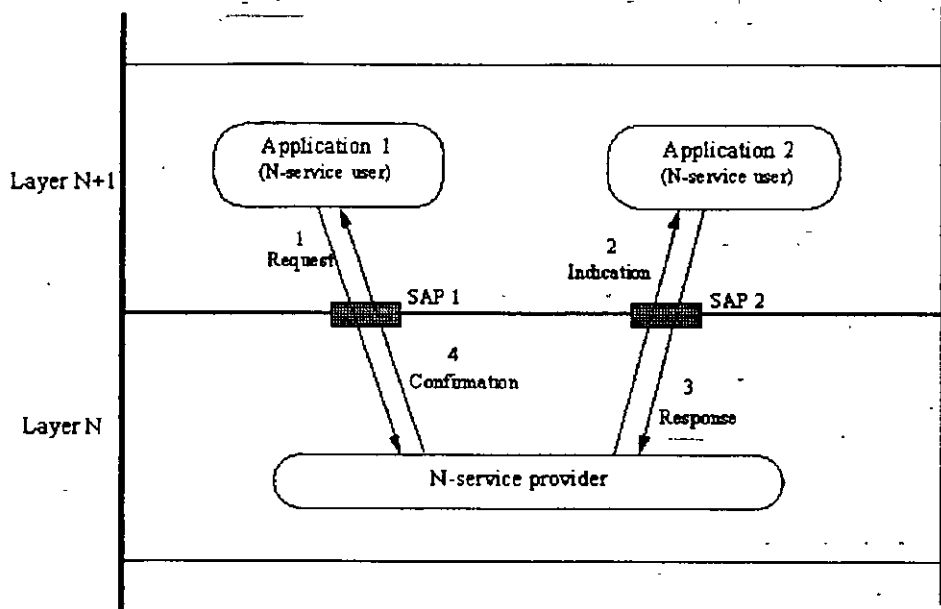 Application 1
(N-service user)
Application 2
(N-service user)
Layer N+1
1
Request
2
Indication
SAP 1
SAP 2
4
Confirmation
3
Response
Layer N
N-service provider